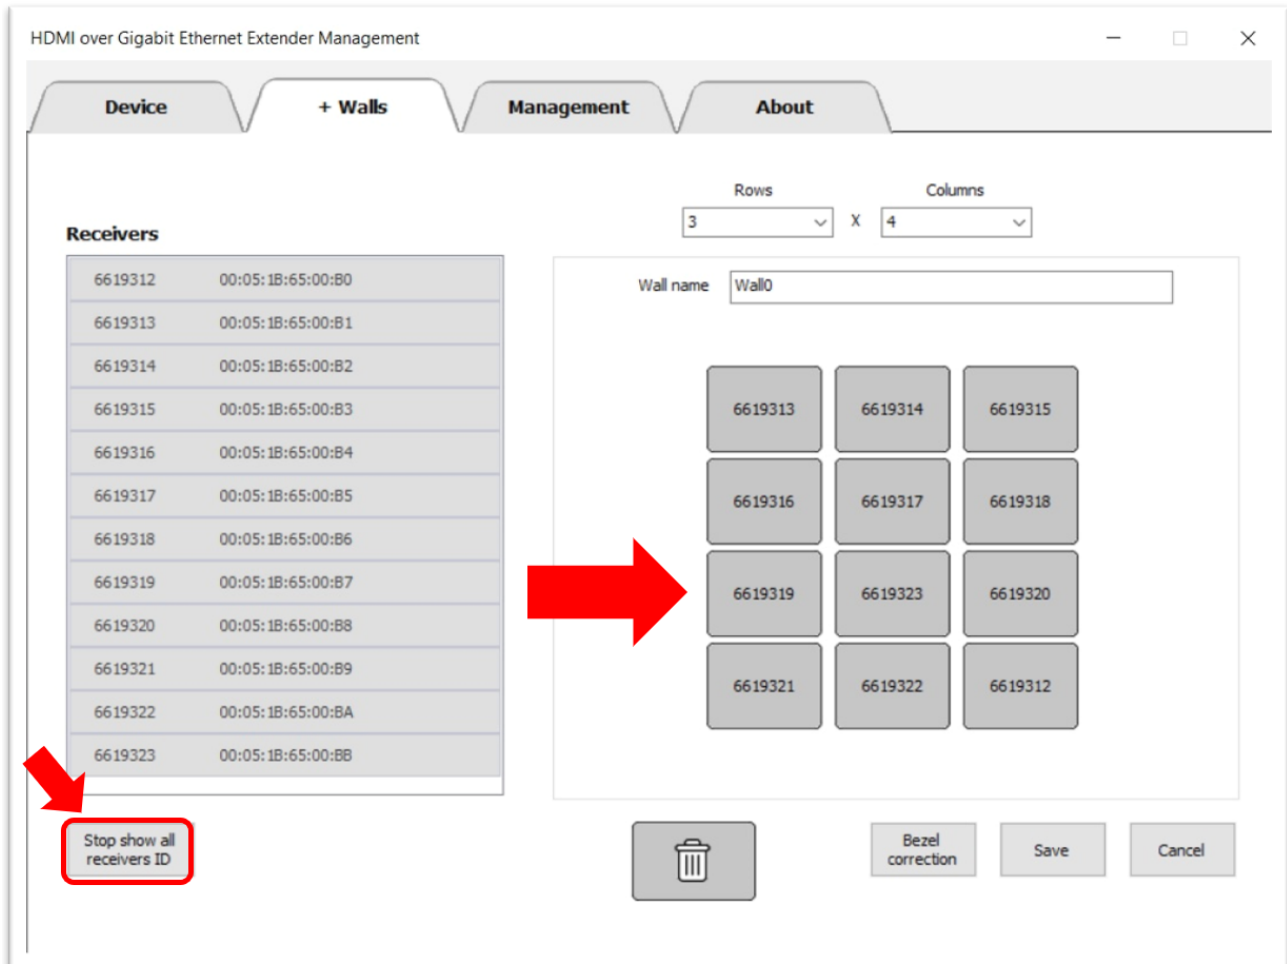 HDMI over Gigabit Ethernet Extender Management
Device
+ Walls
Management
About
Rows
Columns
3
X
4
Receivers
Wall name
Wall0
6619312 00:05:1B:65:00:B0
6619313 00:05:1B:65:00:B1
6619314 00:05:1B:65:00:B2
6619315 00:05:1B:65:00:B3
6619316 00:05:1B:65:00:B4
6619317 00:05:1B:65:00:B5
6619318 00:05:1B:65:00:B6
6619319 00:05:1B:65:00:B7
6619320 00:05:1B:65:00:B8
6619321 00:05:1B:65:00:B9
6619322 00:05:1B:65:00:BA
6619323 00:05:1B:65:00:BB
6619313 6619314 6619315
6619316 6619317 6619318
6619319 6619323 6619320
6619321 6619322 6619312
Stop show all
receivers ID
Bezel
correction
Save
Cancel